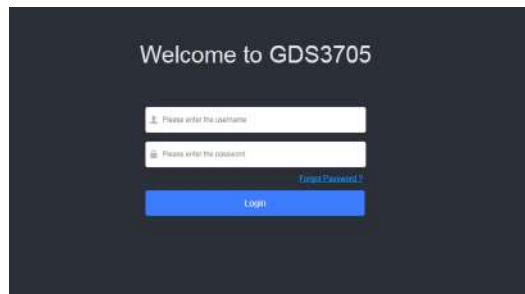 Welcome to GDS3705
Please enter the username
Please enter the password
Forgot Password ?
Login